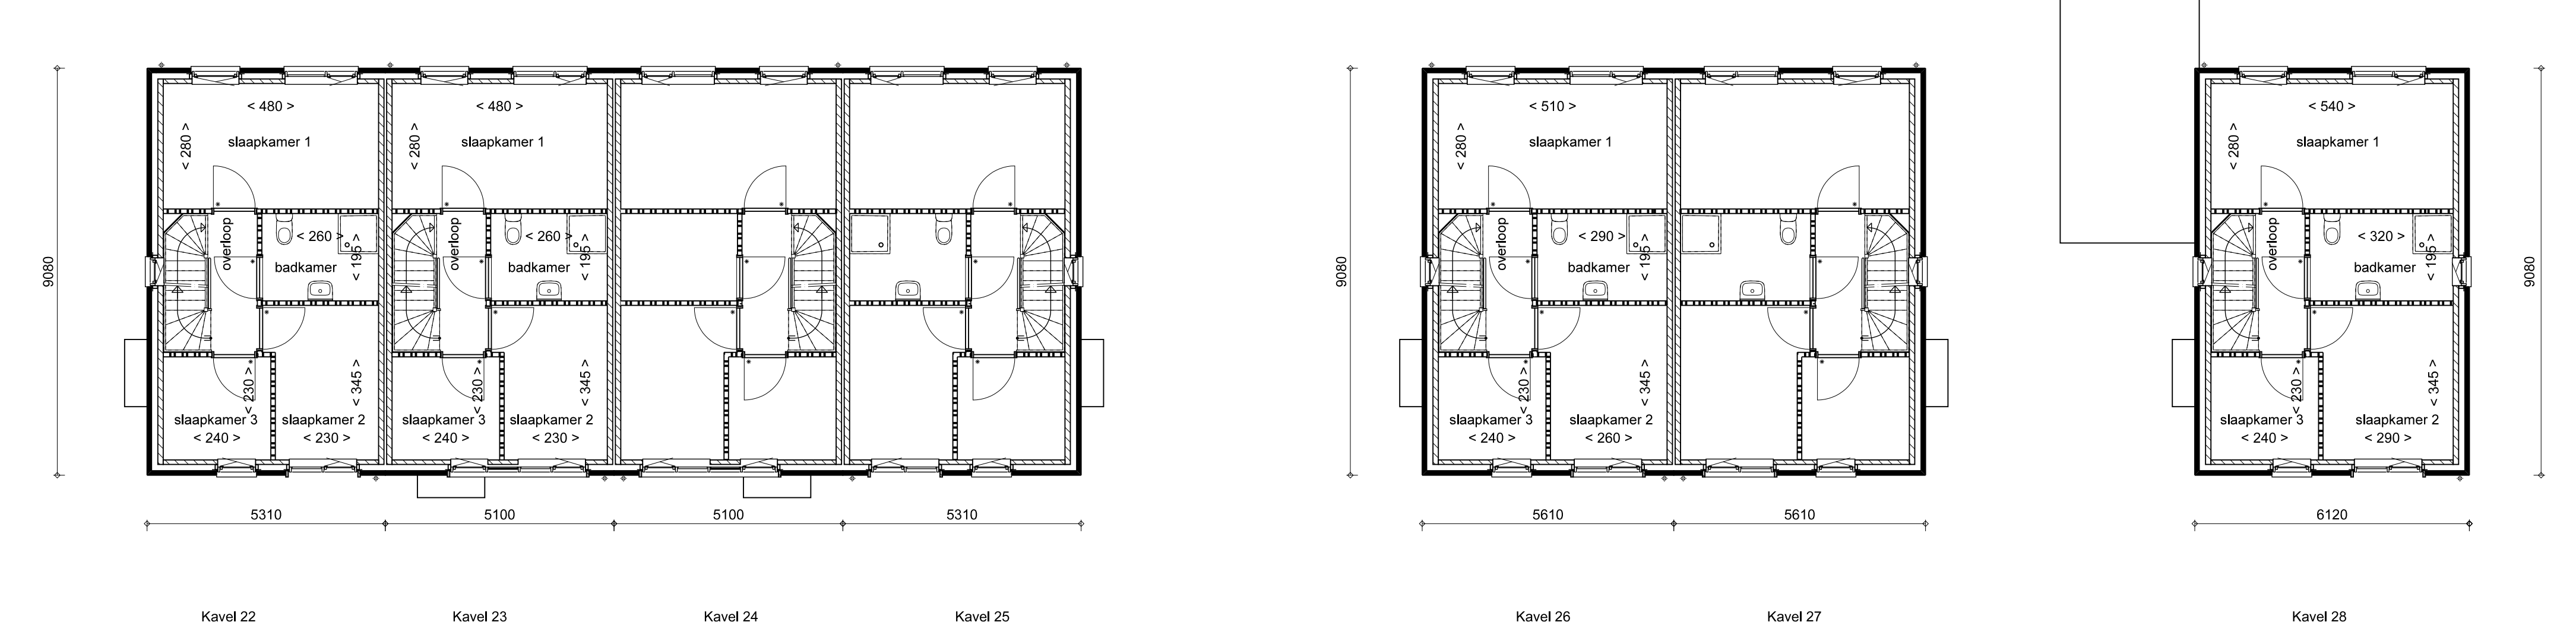 9080
< 480 >
< 280 >
slaapkamer 1
overloop
< 260 >
< 195 >
badkamer
< 230 >
< 345 >
slaapkamer 3
< 240 >
slaapkamer 2
< 230 >
5310
Kavel 22
< 480 >
< 280 >
slaapkamer 1
overloop
< 260 >
< 195 >
badkamer
< 230 >
< 345 >
slaapkamer 3
< 240 >
slaapkamer 2
< 230 >
5100
Kavel 23
5100
Kavel 24
5310
Kavel 25
9080
< 510 >
< 280 >
slaapkamer 1
overloop
< 290 >
< 195 >
badkamer
< 230 >
< 345 >
slaapkamer 3
< 240 >
slaapkamer 2
< 260 >
5610
Kavel 26
5610
Kavel 27
< 540 >
< 280 >
slaapkamer 1
overloop
< 320 >
< 195 >
badkamer
< 230 >
< 345 >
slaapkamer 3
< 240 >
slaapkamer 2
< 290 >
6120
Kavel 28
9080